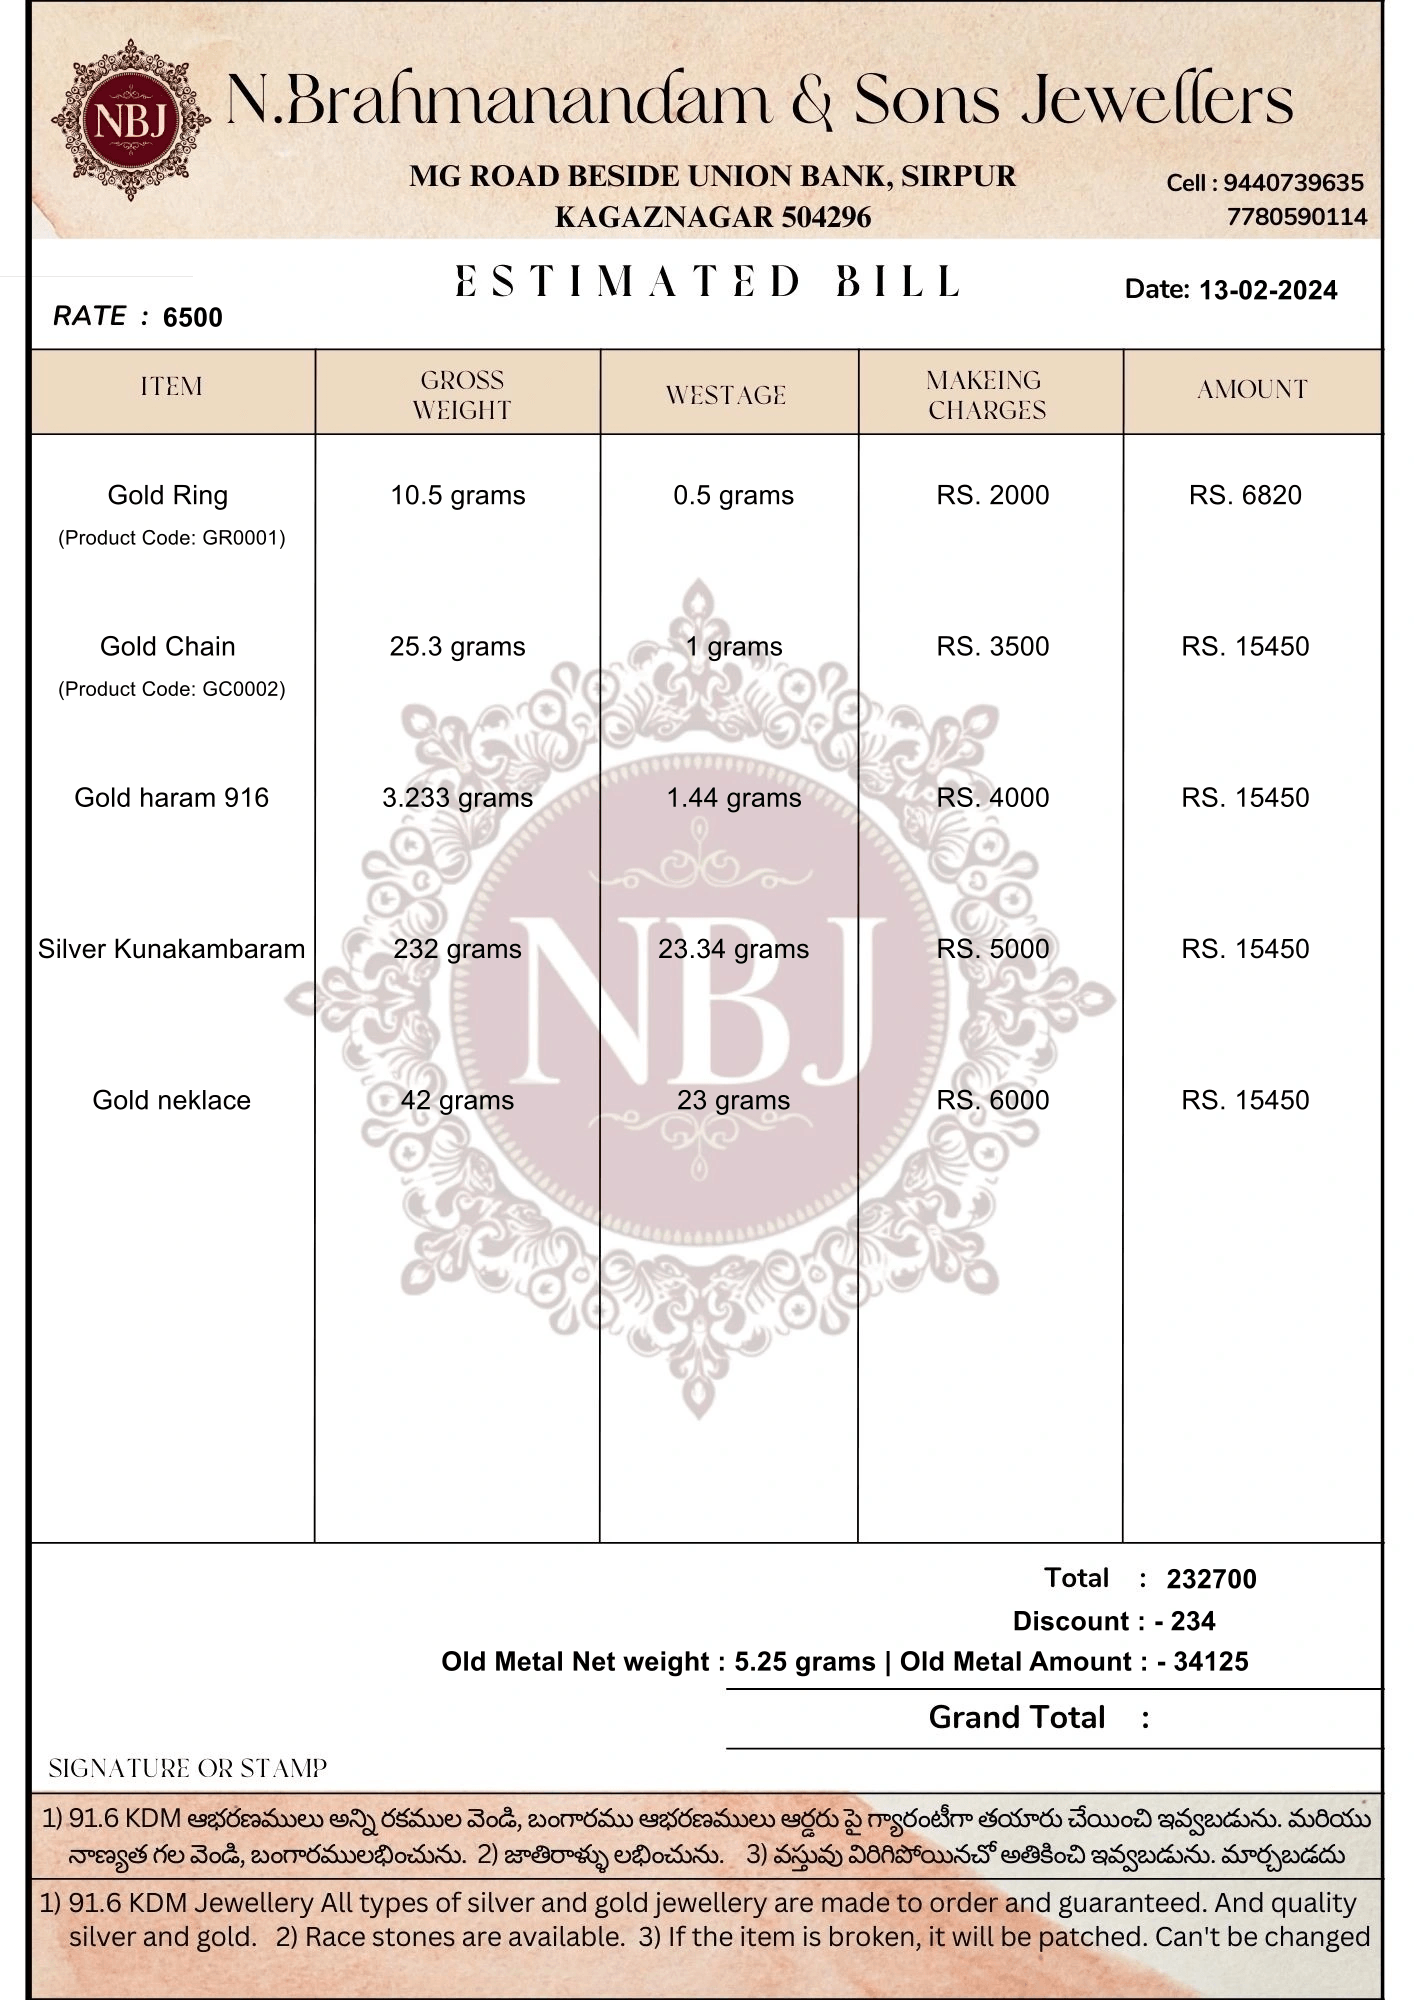 NBJ
N.Brahmanandam & Sons Jewellers
MG ROAD BESIDE UNION BANK, SIRPUR
KAGAZNAGAR 504296
Cell : 9440739635
7780590114
ESTIMATED BILL
Date: 13-02-2024
RATE : 6500
ITEM GROSS WEIGHT WESTAGE MAKEING CHARGES AMOUNT
Gold Ring 10.5 grams 0.5 grams RS. 2000 RS. 6820
(Product Code: GR0001)
Gold Chain 25.3 grams 1 grams RS. 3500 RS. 15450
(Product Code: GC0002)
Gold haram 916 3.233 grams 1.44 grams RS. 4000 RS. 15450
Silver Kunakambaram 232 grams 23.34 grams RS. 5000 RS. 15450
NBJ
Gold neklace 42 grams 23 grams RS. 6000 RS. 15450
Total : 232700
Discount : - 234
Old Metal Net weight : 5.25 grams | Old Metal Amount : - 34125
Grand Total :
SIGNATURE OR STAMP
1) 91.6 KDM ఆభరణములు అన్ని రకముల వెండి, బంగారము ఆభరణములు ఆర్డరు పై గ్యారంటీగా తయారు చేయించి ఇవ్వబడును. మరియు
నాణ్యత గల వెండి, బంగారములభించును. 2) జాతిరాళ్ళు లభించును. 3) వస్తువు విరిగిపోయినచో అతికించి ఇవ్వబడును. మార్చబడదు
1) 91.6 KDM Jewellery All types of silver and gold jewellery are made to order and guaranteed. And quality
silver and gold. 2) Race stones are available. 3) If the item is broken, it will be patched. Can't be changed